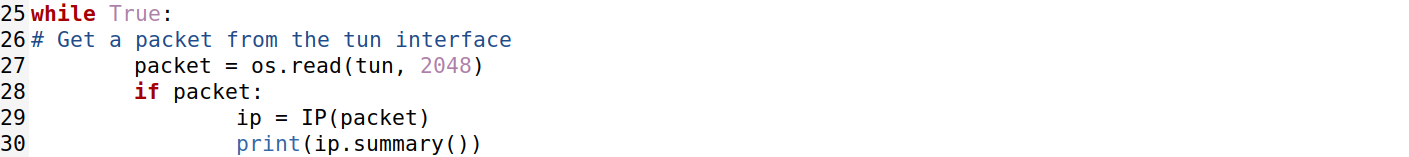 25 while True:
26 # Get a packet from the tun interface
27         packet = os.read(tun, 2048)
28         if packet:
29                 ip = IP(packet)
30                 print(ip.summary())